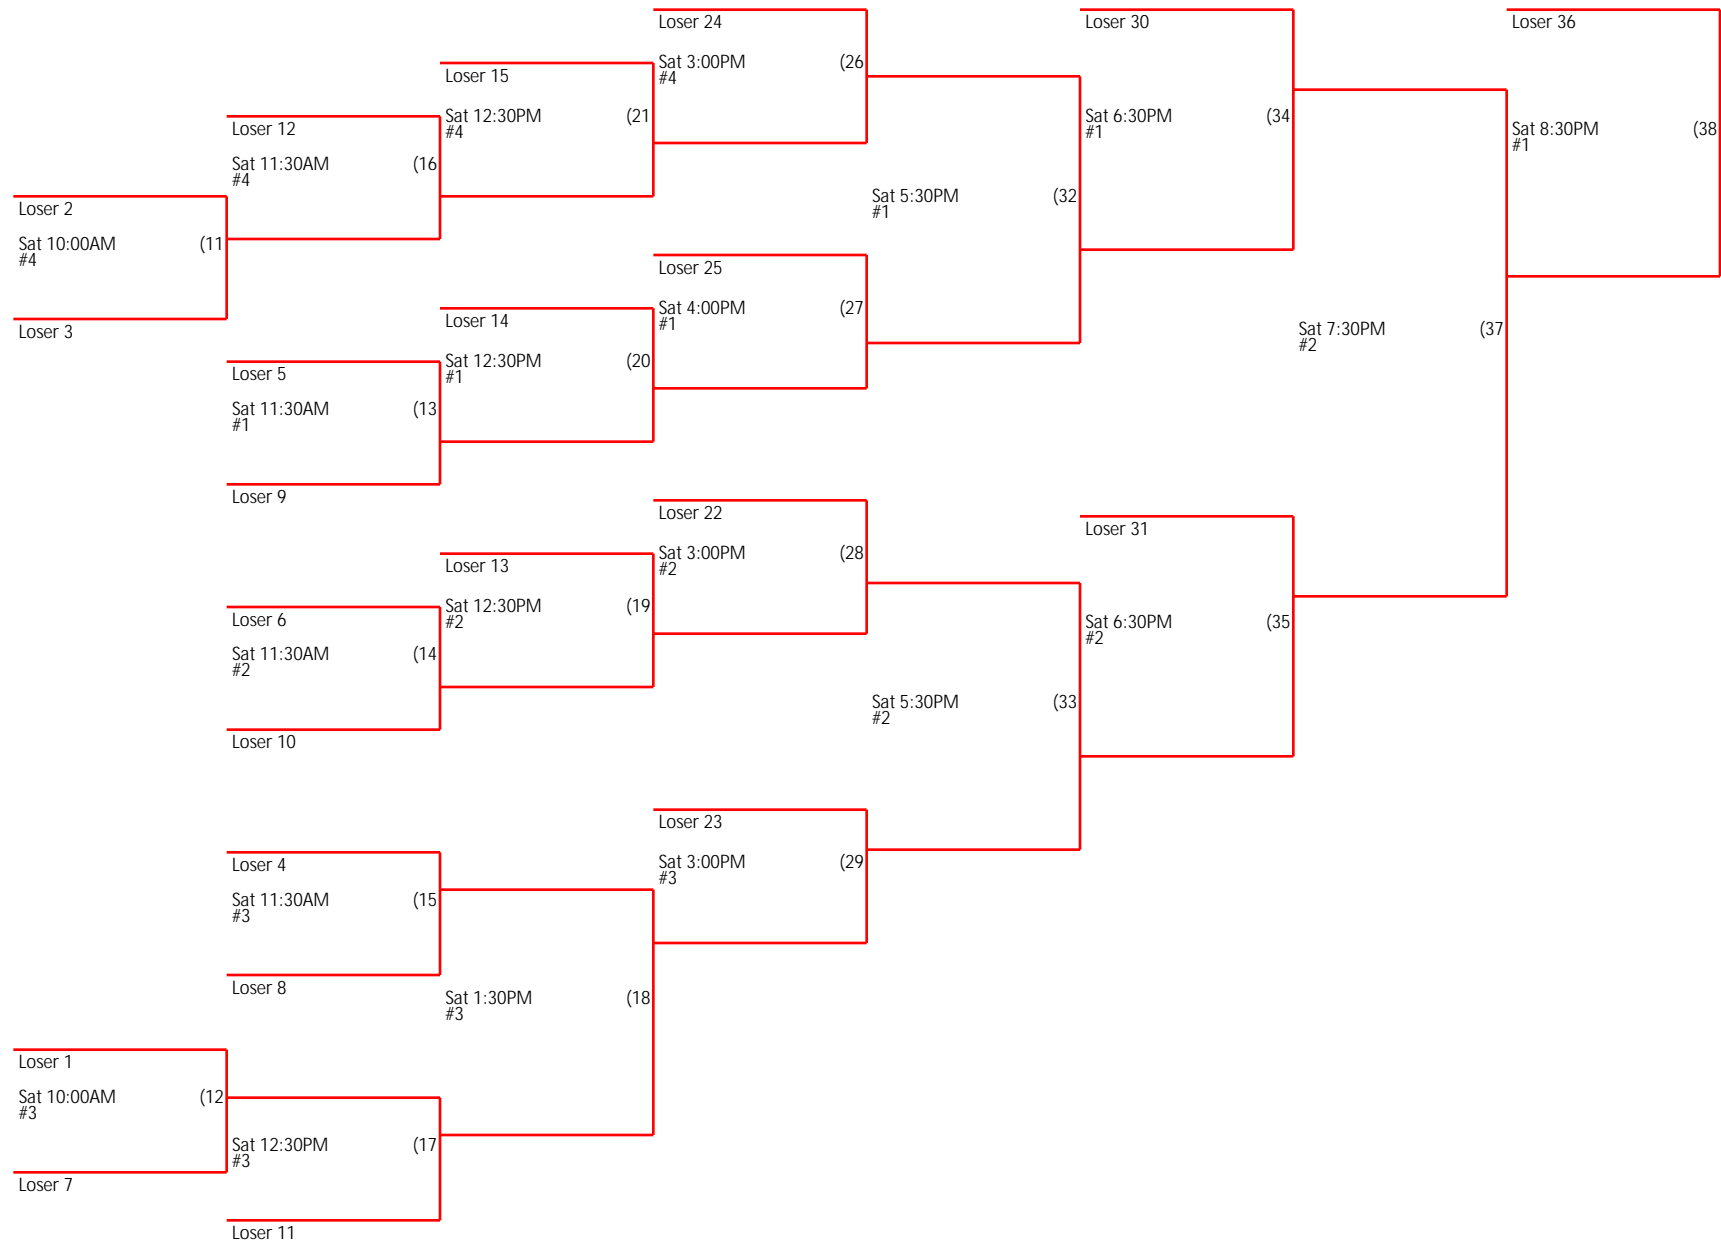 Loser 24
Loser 30
Loser 36
Sat 3:00PM (26
#4
Loser 15
Sat 12:30PM (21
#4
Sat 6:30PM (34
#1
Sat 8:30PM (38
#1
Loser 12
Sat 11:30AM (16
#4
Sat 5:30PM (32
#1
Loser 2
Sat 10:00AM (11
#4
Loser 25
Sat 4:00PM (27
#1
Loser 14
Sat 12:30PM (20
#1
Loser 3
Sat 7:30PM (37
#2
Loser 5
Sat 11:30AM (13
#1
Loser 9
Loser 22
Sat 3:00PM (28
#2
Loser 31
Loser 13
Sat 12:30PM (19
#2
Loser 6
Sat 11:30AM (14
#2
Sat 6:30PM (35
#2
Sat 5:30PM (33
#2
Loser 10
Loser 23
Sat 3:00PM (29
#3
Loser 4
Sat 11:30AM (15
#3
Loser 8
Sat 1:30PM (18
#3
Loser 1
Sat 10:00AM (12
#3
Sat 12:30PM (17
#3
Loser 7
Loser 11